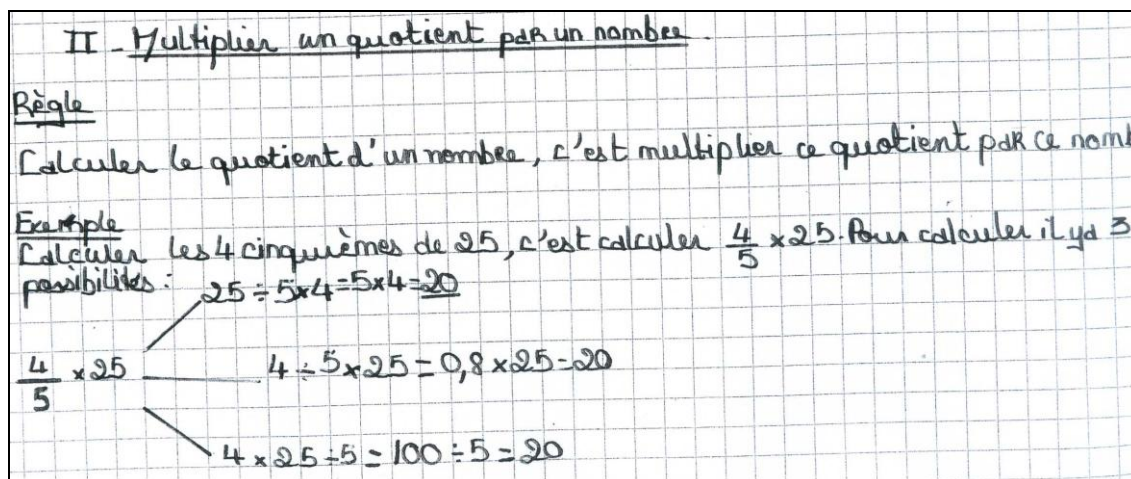 II - Multiplier un quotient par un nombre.
Règle
Calculer le quotient d'un nombre, c'est multiplier ce quotient par ce nomb
Exemple
Calculer les 4 cinquièmes de 25, c'est calculer 4/5 × 25. Pour calculer il y a 3
possibilités :
25 ÷ 5 × 4 = 5 × 4 = 20
4/5 × 25
4 ÷ 5 × 25 = 0,8 × 25 = 20
4 × 25 ÷ 5 = 100 ÷ 5 = 20